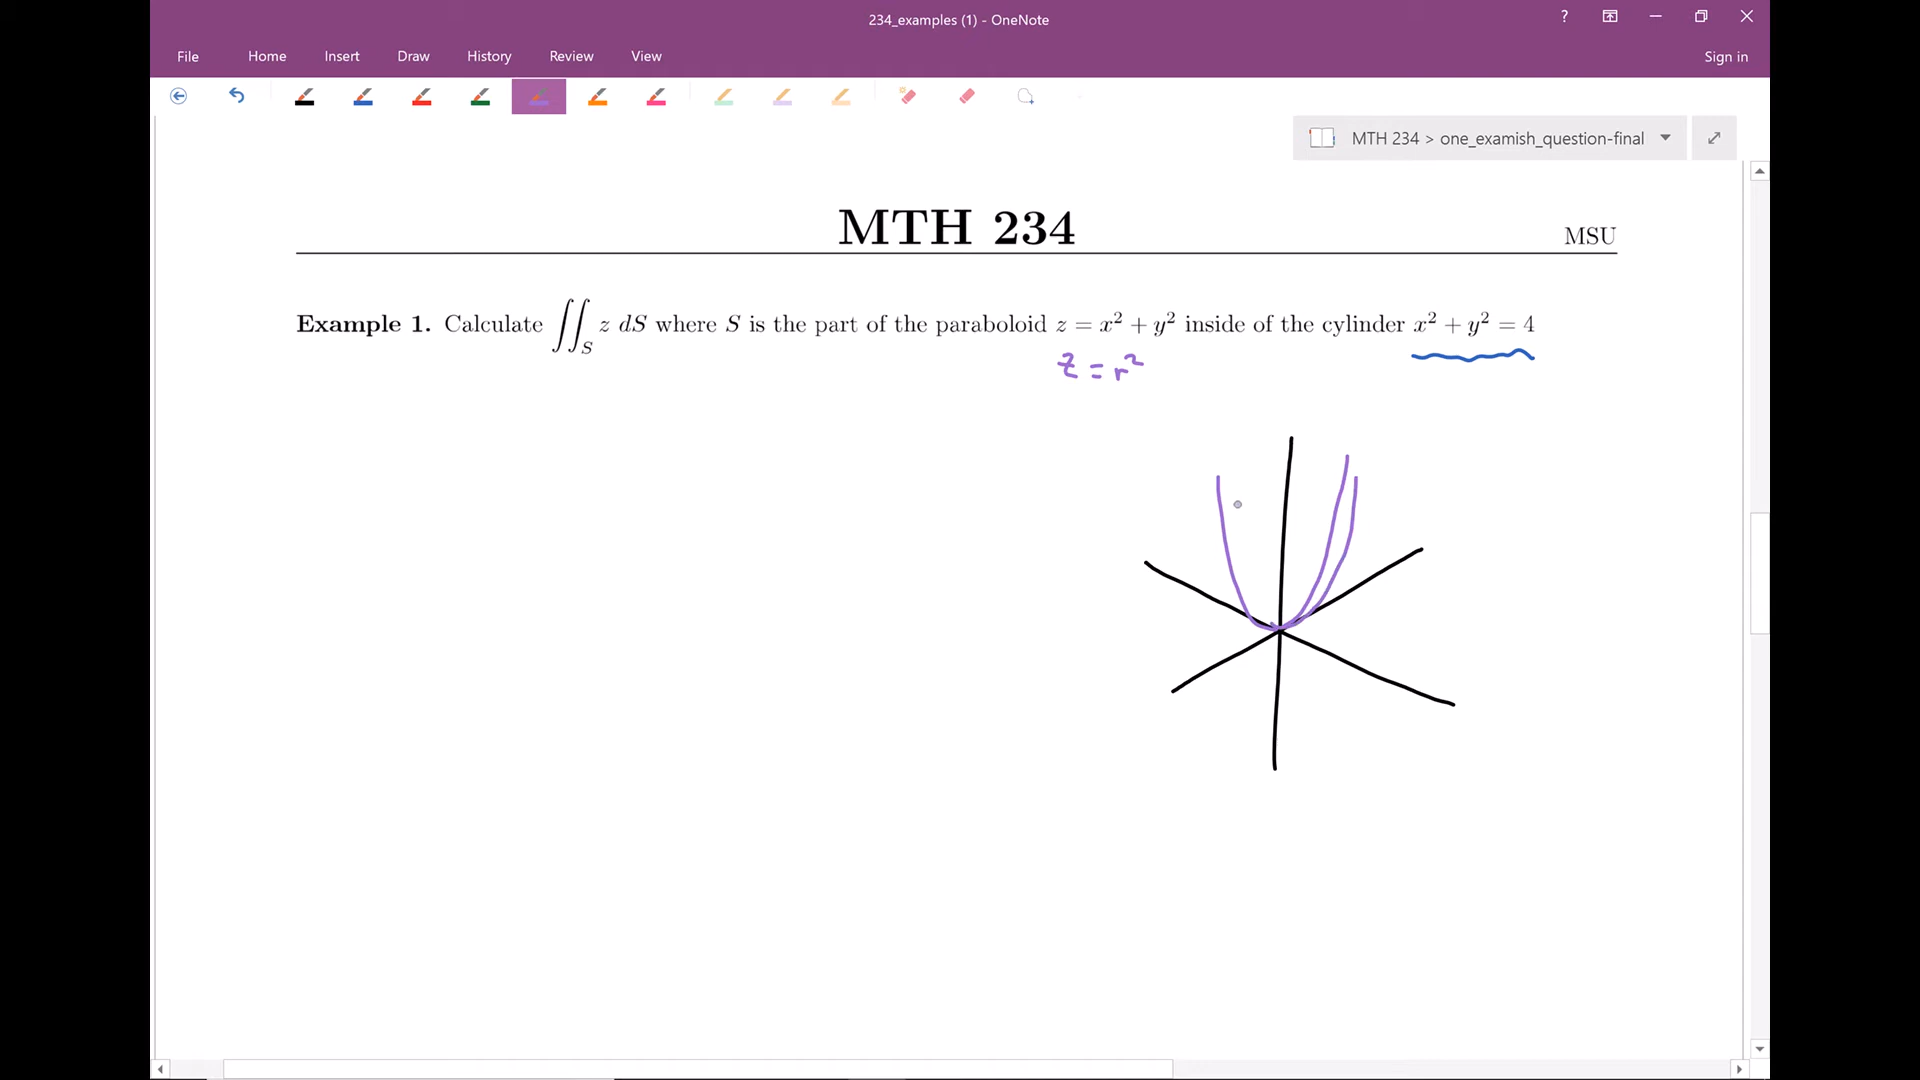 234_examples (1) - OneNote
?
File Home Insert Draw History Review View Sign in
MTH 234 > one_examish_question-final
MTH 234
MSU
Example 1. Calculate ∬_S z dS where S is the part of the paraboloid z = x² + y² inside of the cylinder x² + y² = 4
z = r²